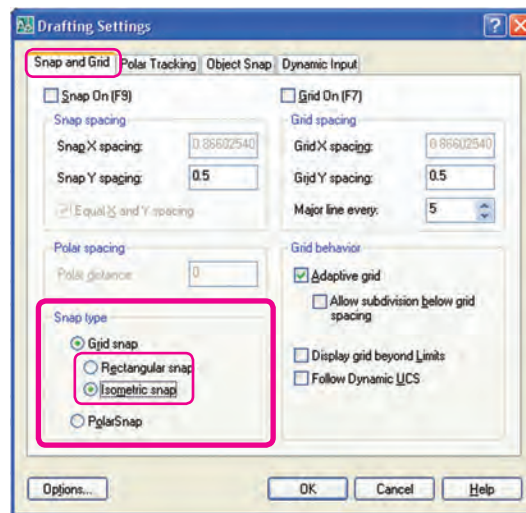 Drafting Settings
Snap and Grid
Polar Tracking
Object Snap
Dynamic Input
Snap On (F9)
Snap spacing
Snap X spacing: 0.86602540
Snap Y spacing: 0.5
Equal X and Y spacing
Polar spacing
Polar distance: 0
Snap type
Grid snap
Rectangular snap
Isometric snap
PolarSnap
Grid On (F7)
Grid spacing
Grid X spacing: 0.86602540
Grid Y spacing: 0.5
Major line every: 5
Grid behavior
Adaptive grid
Allow subdivision below grid
spacing
Display grid beyond Limits
Follow Dynamic UCS
Options...
OK
Cancel
Help